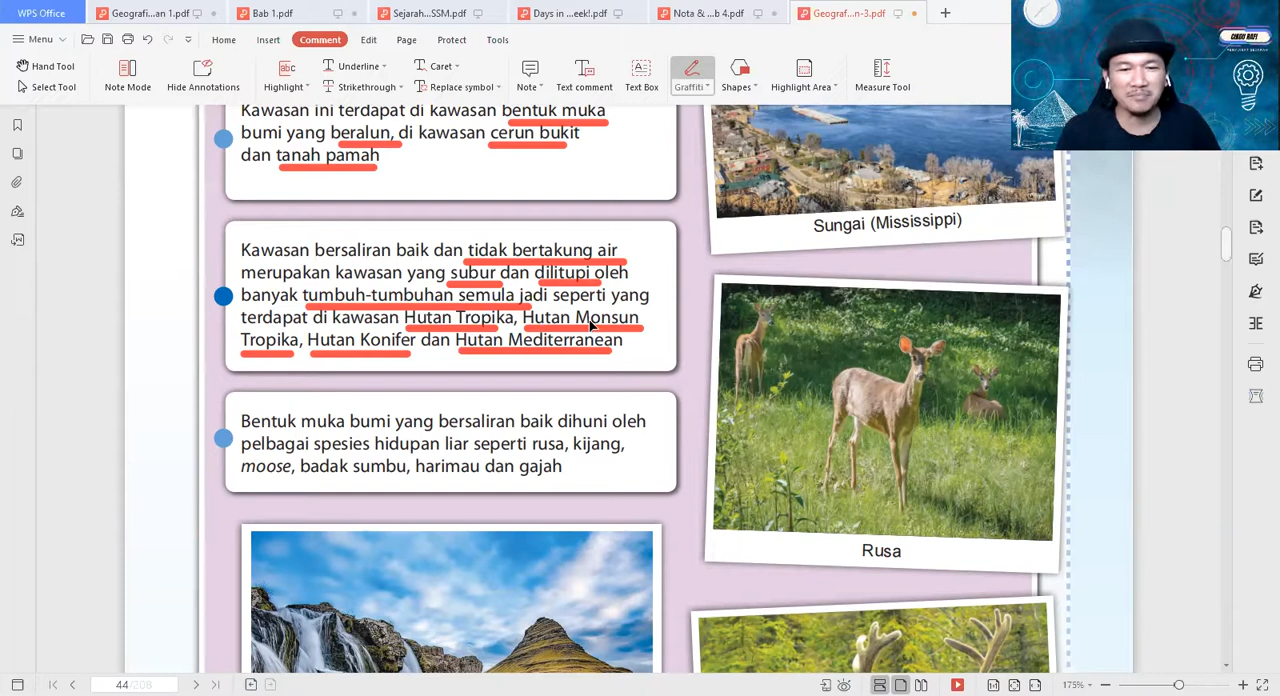 WPS Office
Geografi...an 1.pdf
Bab 1.pdf
Sejarah...SSM.pdf
Days in ...eek!.pdf
Nota & ...b 4.pdf
Geograf...n-3.pdf
Menu
Home
Insert
Comment
Edit
Page
Protect
Tools
Hand Tool
Select Tool
Note Mode
Hide Annotations
Highlight
Underline
Strikethrough
Caret
Replace symbol
Note
Text comment
Text Box
Graffiti
Shapes
Highlight Area
Measure Tool
CIKGU RAFI
Kawasan ini terdapat di kawasan bentuk muka
bumi yang beralun, di kawasan cerun bukit
dan tanah pamah
Sungai (Mississippi)
Kawasan bersaliran baik dan tidak bertakung air
merupakan kawasan yang subur dan dilitupi oleh
banyak tumbuh-tumbuhan semula jadi seperti yang
terdapat di kawasan Hutan Tropika, Hutan Monsun
Tropika, Hutan Konifer dan Hutan Mediterranean
Bentuk muka bumi yang bersaliran baik dihuni oleh
pelbagai spesies hidupan liar seperti rusa, kijang,
moose, badak sumbu, harimau dan gajah
Rusa
44/208
175%